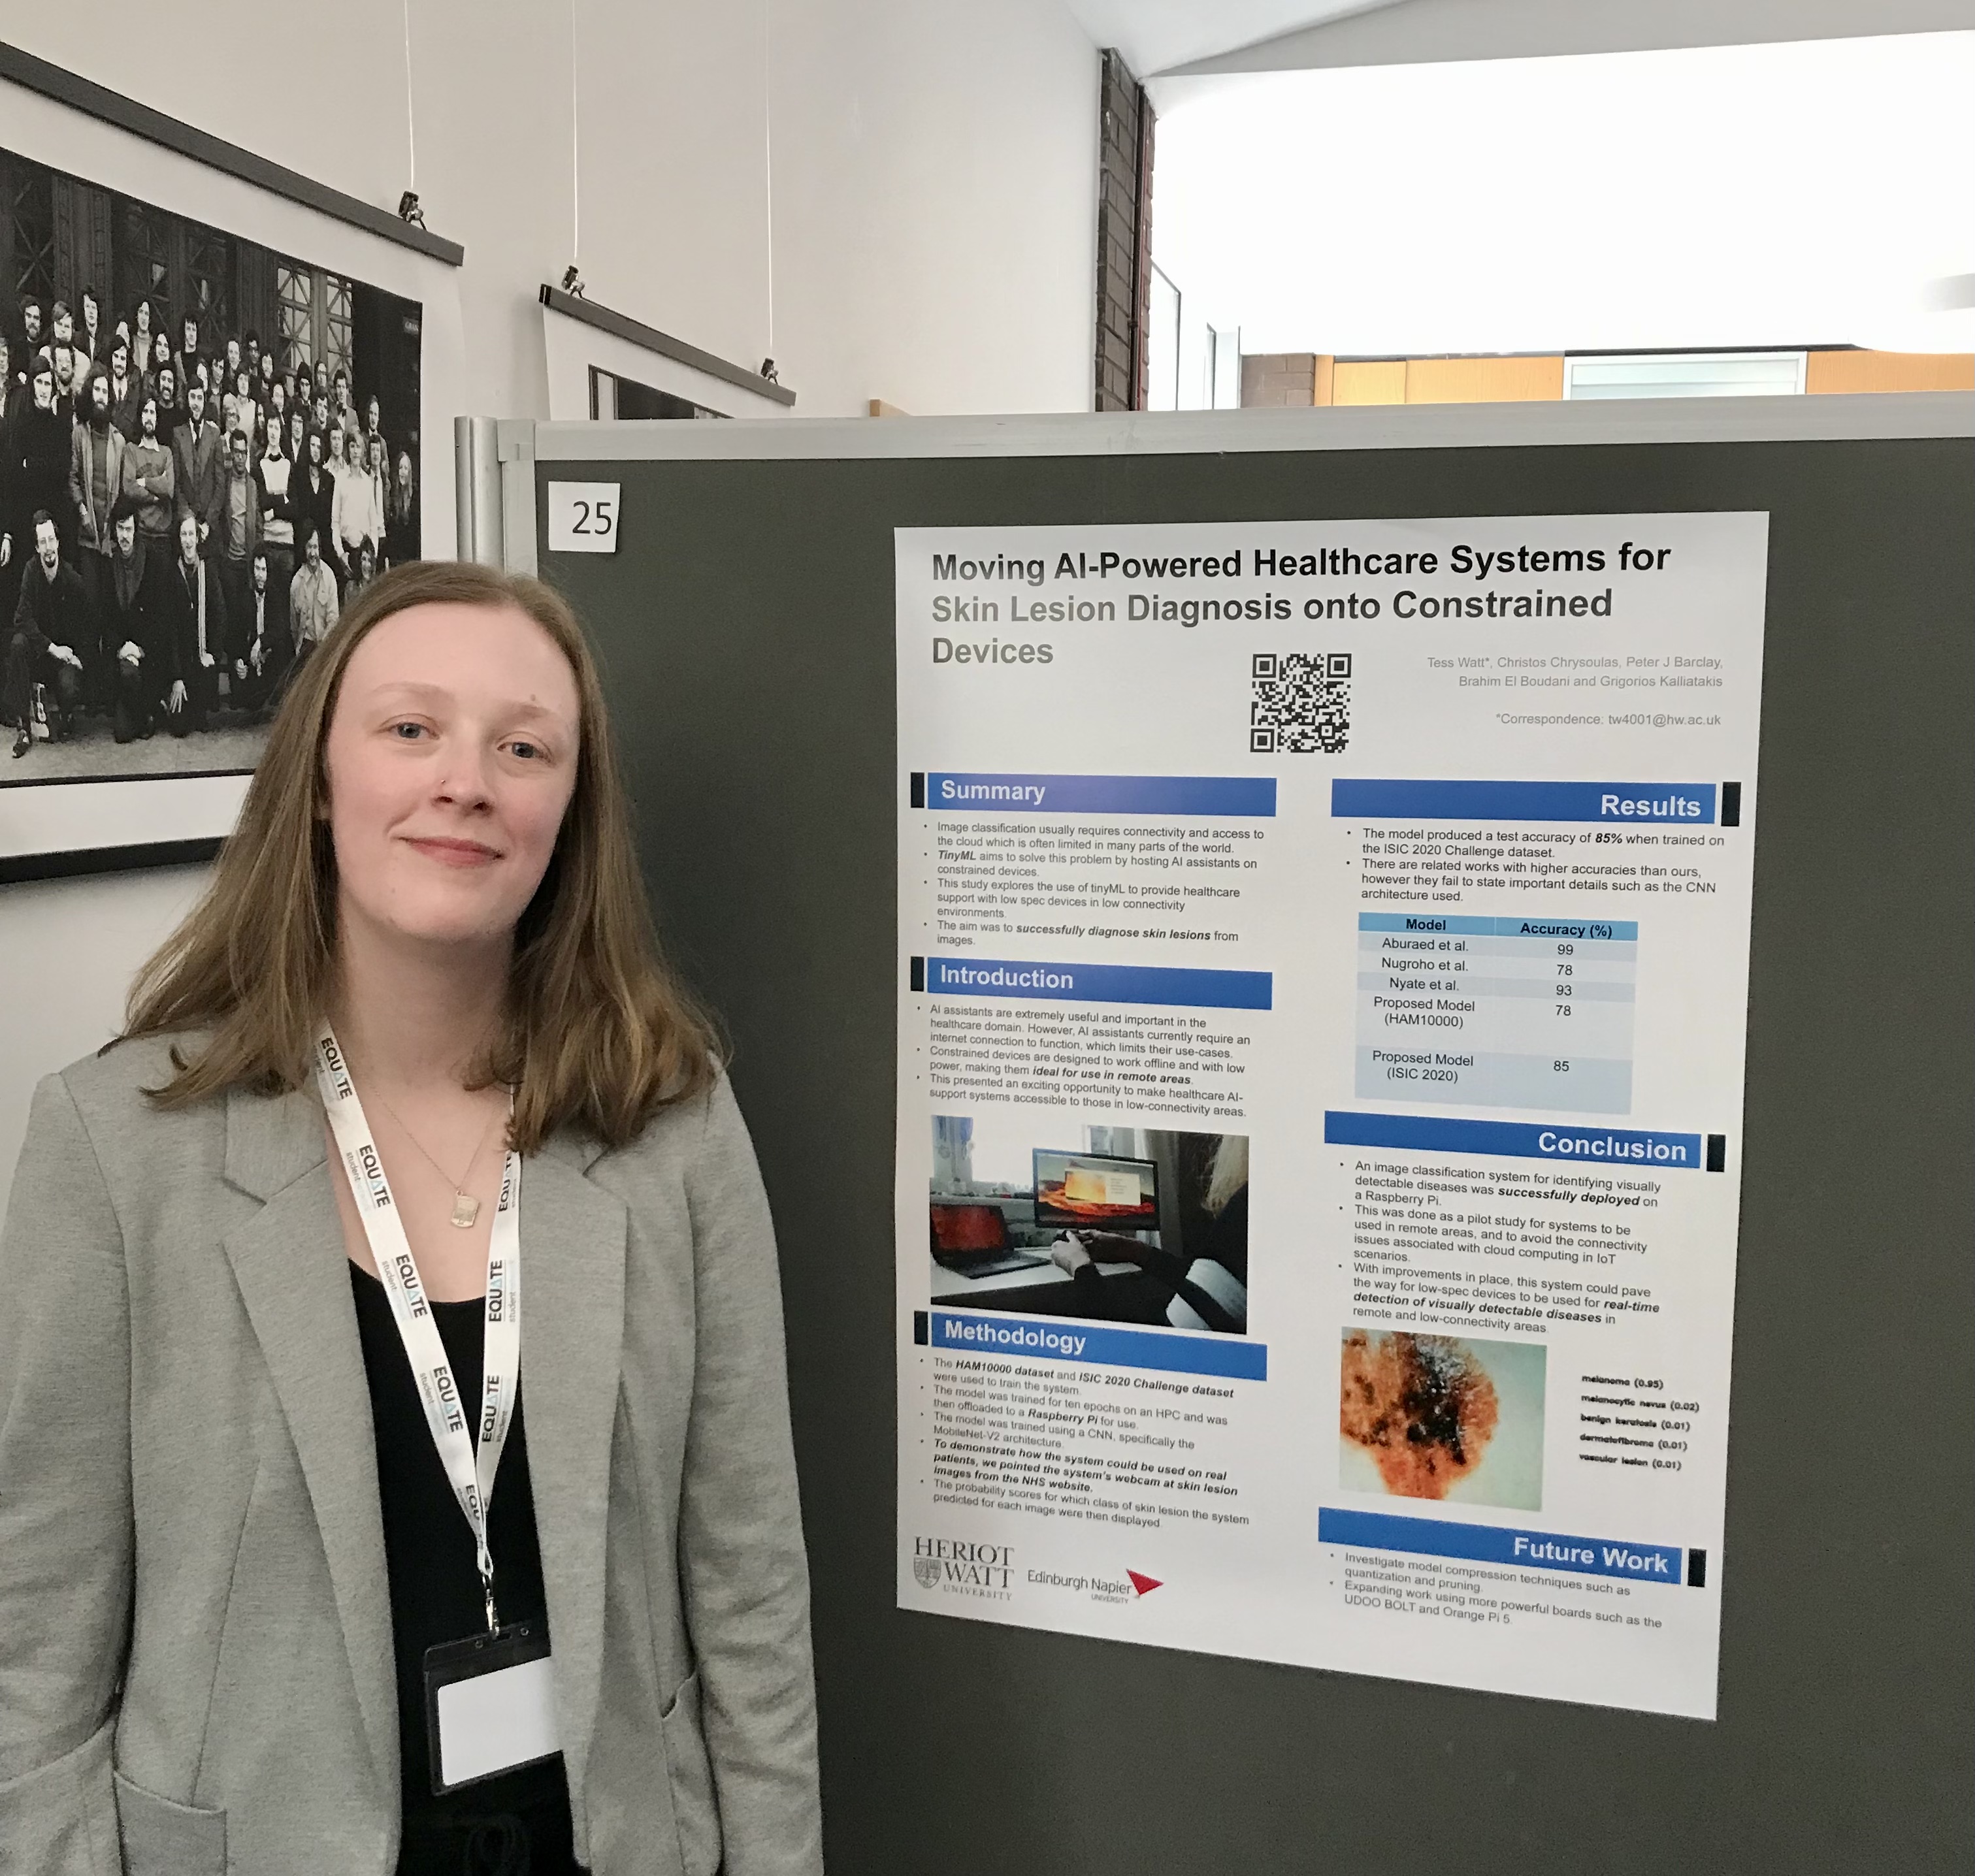 25
Moving AI-Powered Healthcare Systems for
Skin Lesion Diagnosis onto Constrained
Devices
Tess Watt*, Christos Chrysoulas, Peter J Barclay,
Brahim El Boudani and Grigorios Kalliatakis
*Correspondence: tw4001@hw.ac.uk
Summary
• Image classification usually requires connectivity and access to
the cloud which is often limited in many parts of the world.
• TinyML aims to solve this problem by hosting AI assistants on
constrained devices.
• This study explores the use of tinyML to provide healthcare
support with low spec devices in low connectivity
environments.
• The aim was to successfully diagnose skin lesions from
images.
Introduction
• AI assistants are extremely useful and important in the
healthcare domain. However, AI assistants currently require an
internet connection to function, which limits their use-cases.
• Constrained devices are designed to work offline and with low
power, making them ideal for use in remote areas.
• This presented an exciting opportunity to make healthcare AI-
support systems accessible to those in low-connectivity areas.
Methodology
• The HAM10000 dataset and ISIC 2020 Challenge dataset
were used to train the system.
• The model was trained for ten epochs on an HPC and was
then offloaded to a Raspberry Pi for use.
• The model was trained using a CNN, specifically the
MobileNet-V2 architecture.
• To demonstrate how the system could be used on real
patients, we pointed the system's webcam at skin lesion
images from the NHS website.
• The probability scores for which class of skin lesion the system
predicted for each image were then displayed.
HERIOT
WATT
UNIVERSITY
Edinburgh Napier
UNIVERSITY
Results
• The model produced a test accuracy of 85% when trained on
the ISIC 2020 Challenge dataset.
• There are related works with higher accuracies than ours,
however they fail to state important details such as the CNN
architecture used.
Model Accuracy (%)
Aburaed et al. 99
Nugroho et al. 78
Nyate et al. 93
Proposed Model 78
(HAM10000)
Proposed Model 85
(ISIC 2020)
Conclusion
• An image classification system for identifying visually
detectable diseases was successfully deployed on
a Raspberry Pi.
• This was done as a pilot study for systems to be
used in remote areas, and to avoid the connectivity
issues associated with cloud computing in IoT
scenarios.
• With improvements in place, this system could pave
the way for low-spec devices to be used for real-time
detection of visually detectable diseases in
remote and low-connectivity areas.
melanoma (0.95)
melanocytic nevus (0.02)
benign keratosis (0.01)
dermatofibroma (0.01)
vascular lesion (0.01)
Future Work
• Investigate model compression techniques such as
quantization and pruning.
• Expanding work using more powerful boards such as the
UDOO BOLT and Orange Pi 5.
EQUATE
student
EQUATE
student
EQUATE
student
EQUATE
student
EQUATE
student
EQUATE
student